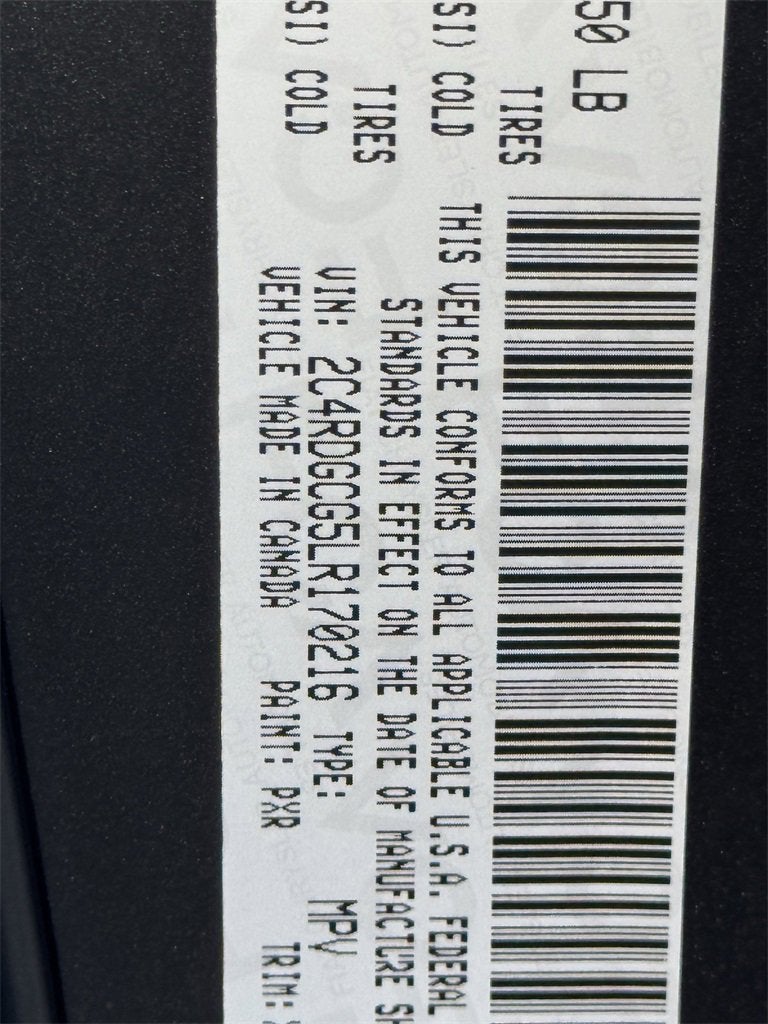 50 LB
TIRES
SI) COLD
TIRES
SI) COLD
THIS VEHICLE CONFORMS TO ALL APPLICABLE U.S.A. FEDERAL
STANDARDS IN EFFECT ON THE DATE OF MANUFACTURE SH
VIN: 2C4RDGCG5LR170216 TYPE: MPV
VEHICLE MADE IN CANADA PAINT: PXR TRIM: